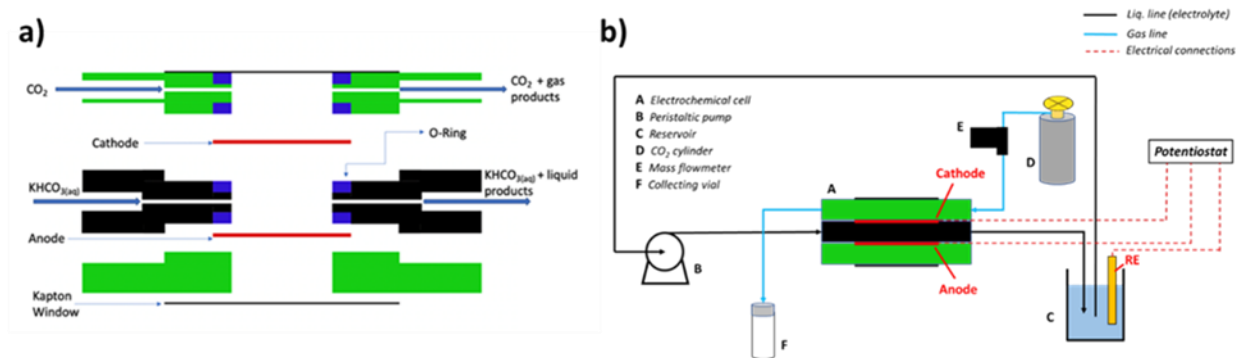 a)
CO2
CO2 + gas
products
Cathode
O-Ring
KHCO3(aq)
KHCO3(aq) + liquid
products
Anode
Kapton
Window
b)
Liq. line (electrolyte)
Gas line
Electrical connections
A Electrochemical cell
B Peristaltic pump
C Reservoir
D CO2 cylinder
E Mass flowmeter
F Collecting vial
E
D
Potentiostat
A
Cathode
B
Anode
RE
C
F